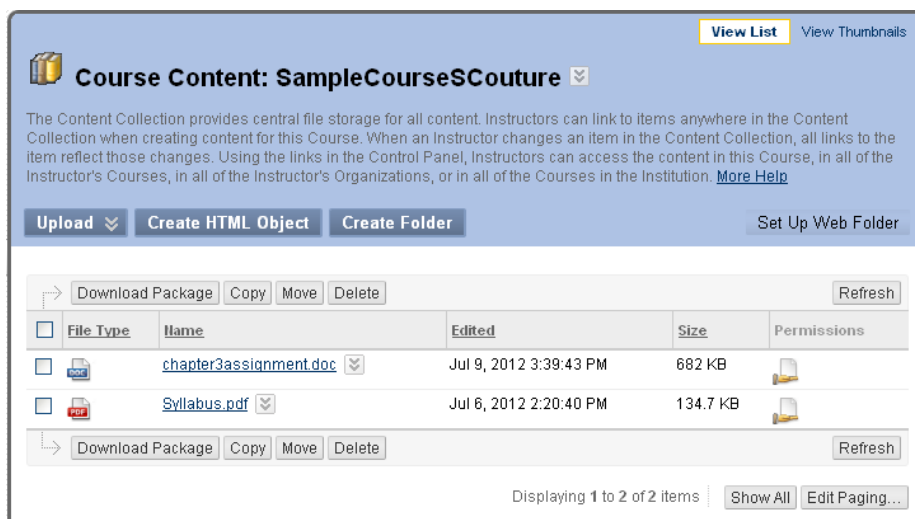 View List View Thumbnails
Course Content: SampleCourseSCouture
The Content Collection provides central file storage for all content. Instructors can link to items anywhere in the Content
Collection when creating content for this Course. When an Instructor changes an item in the Content Collection, all links to the
item reflect those changes. Using the links in the Control Panel, Instructors can access the content in this Course, in all of the
Instructor's Courses, in all of the Instructor's Organizations, or in all of the Courses in the Institution. More Help
Upload Create HTML Object Create Folder Set Up Web Folder
Download Package Copy Move Delete Refresh
File Type Name Edited Size Permissions
DOC chapter3assignment.doc Jul 9, 2012 3:39:43 PM 682 KB
PDF Syllabus.pdf Jul 6, 2012 2:20:40 PM 134.7 KB
Download Package Copy Move Delete Refresh
Displaying 1 to 2 of 2 items Show All Edit Paging...